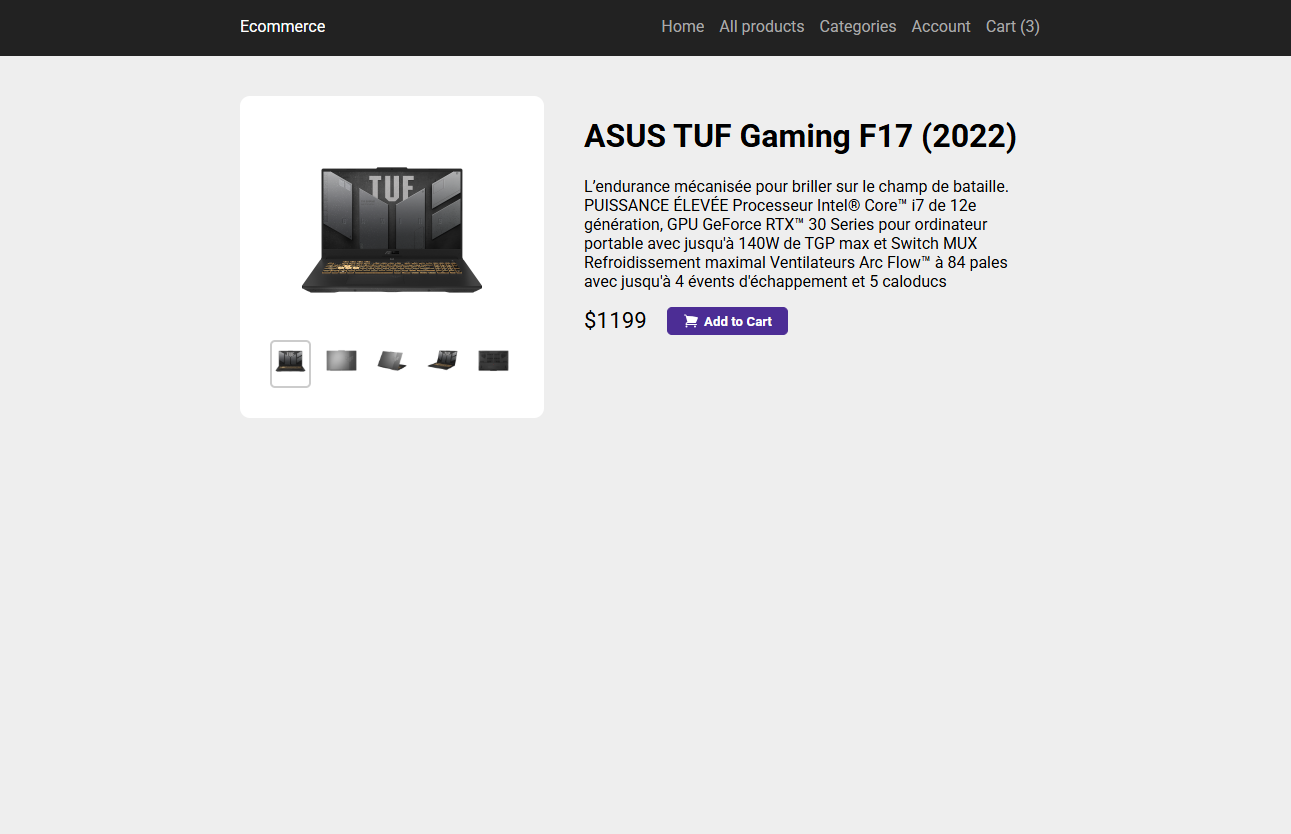 Ecommerce
Home All products Categories Account Cart (3)
TUF
ASUS TUF Gaming F17 (2022)
L’endurance mécanisée pour briller sur le champ de bataille.
PUISSANCE ÉLEVÉE Processeur Intel® Core™ i7 de 12e
génération, GPU GeForce RTX™ 30 Series pour ordinateur
portable avec jusqu'à 140W de TGP max et Switch MUX
Refroidissement maximal Ventilateurs Arc Flow™ à 84 pales
avec jusqu'à 4 évents d'échappement et 5 caloducs
$1199 Add to Cart